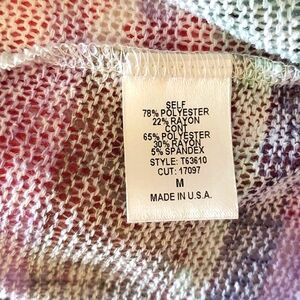 SELF
78% POLYESTER
22% RAYON
CONT
65% POLYESTER
30% RAYON
5% SPANDEX
STYLE: T63610
CUT: 17097
M
MADE IN U.S.A.